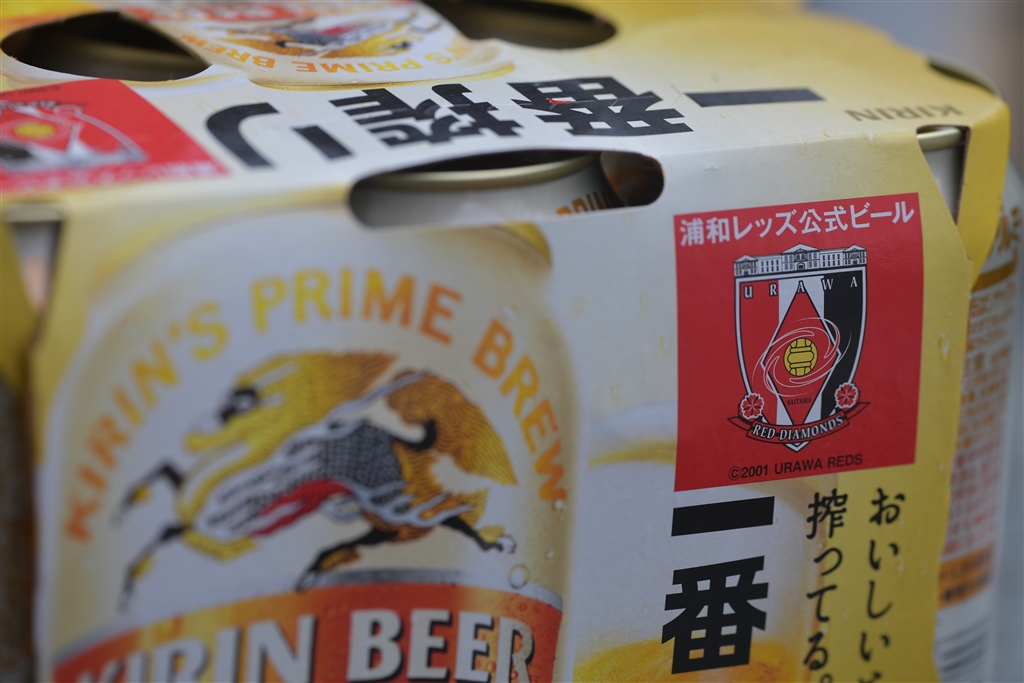 PRIME BREW
一番搾り
KIRIN
浦和レッズ公式ビール
URAWA
SAITAMA
RED DIAMONDS
©2001 URAWA REDS
KIRIN'S PRIME BREW
KIRIN BEER
一番
おいしい
搾ってる。